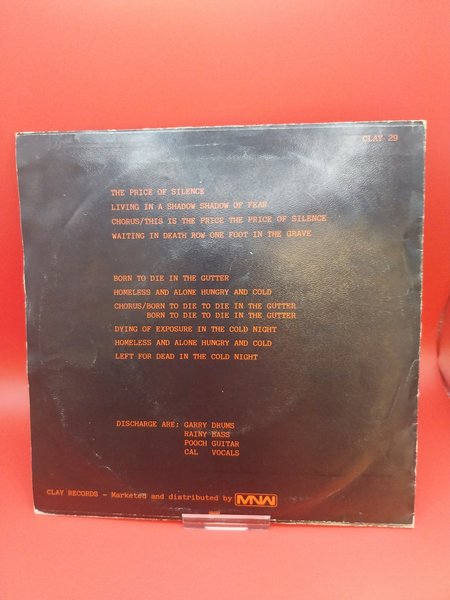 CLAY 29
THE PRICE OF SILENCE
LIVING IN A SHADOW SHADOW OF FEAR
CHORUS/THIS IS THE PRICE THE PRICE OF SILENCE
WAITING IN DEATH ROW ONE FOOT IN THE GRAVE
BORN TO DIE IN THE GUTTER
HOMELESS AND ALONE HUNGRY AND COLD
CHORUS/BORN TO DIE TO DIE IN THE GUTTER
BORN TO DIE TO DIE IN THE GUTTER
DYING OF EXPOSURE IN THE COLD NIGHT
HOMELESS AND ALONE HUNGRY AND COLD
LEFT FOR DEAD IN THE COLD NIGHT
DISCHARGE ARE; GARRY DRUMS
RAINY BASS
POOCH GUITAR
CAL VOCALS
CLAY RECORDS - Marketed and distributed by MNW